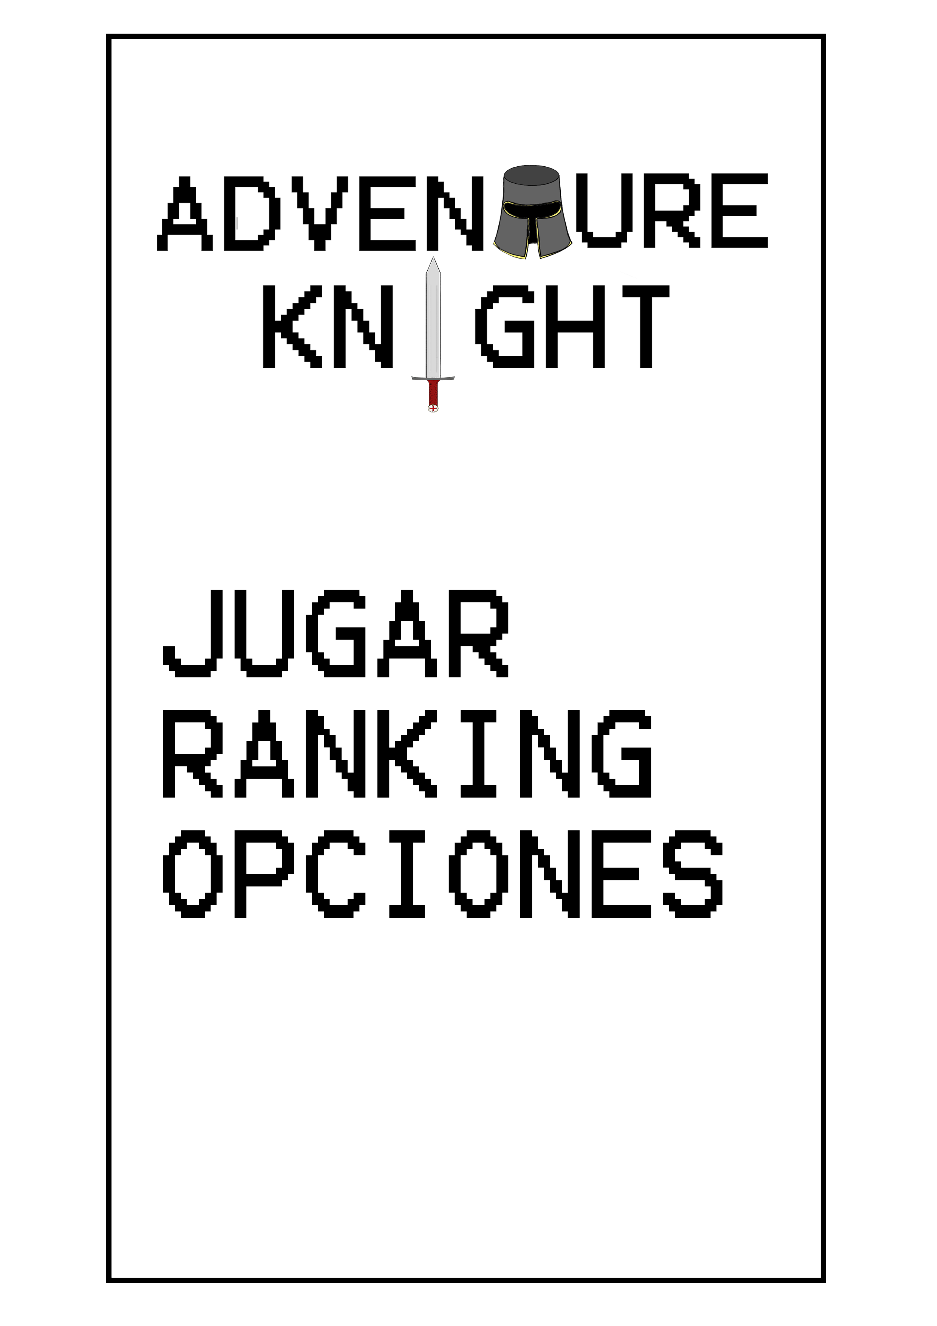 ADVENTURE
KNIGHT
JUGAR
RANKING
OPCIONES